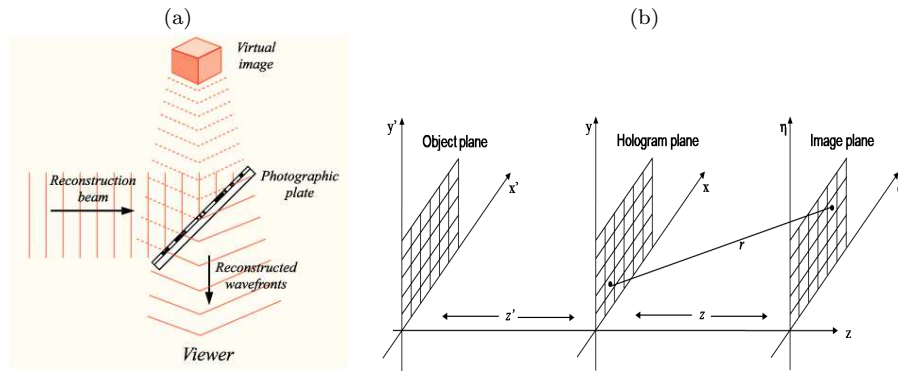 (a)
(b)
Virtual
image
Reconstruction
beam
Photographic
plate
Reconstructed
wavefronts
Viewer
y'
Object plane
x'
y
Hologram plane
x
η
Image plane
r
z'
z
z